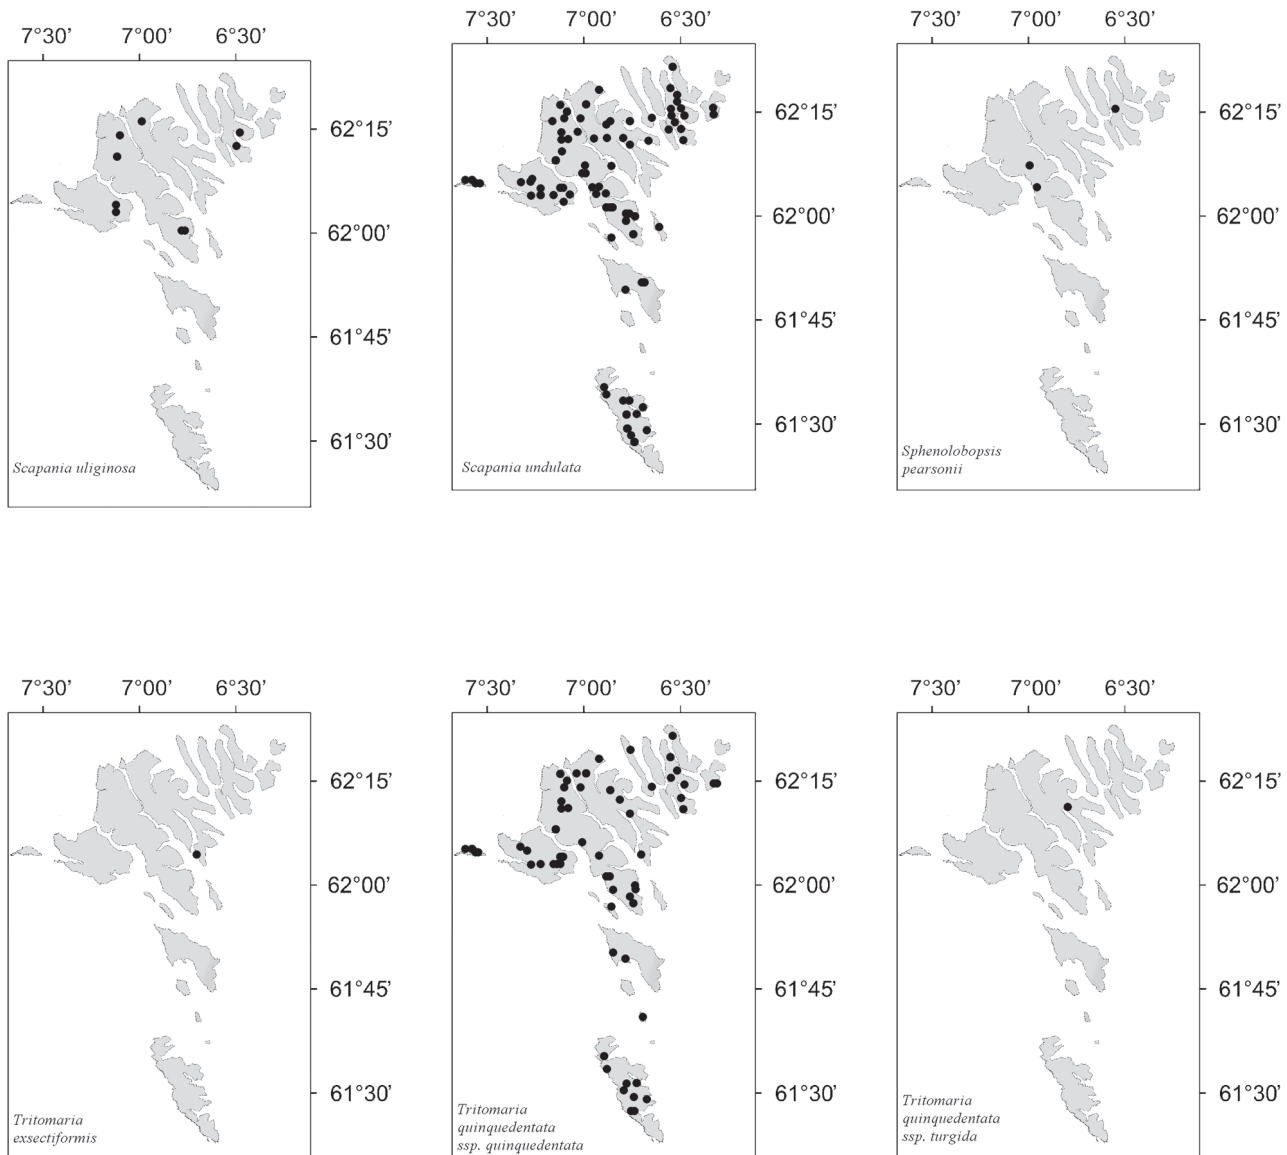 7°30’ 7°00’ 6°30’
62°15’
62°00’
61°45’
61°30’
Scapania uliginosa
7°30’ 7°00’ 6°30’
62°15’
62°00’
61°45’
61°30’
Scapania undulata
7°30’ 7°00’ 6°30’
62°15’
62°00’
61°45’
61°30’
Sphenolobopsis
pearsonii
7°30’ 7°00’ 6°30’
62°15’
62°00’
61°45’
61°30’
Tritomaria
exsectiformis
7°30’ 7°00’ 6°30’
62°15’
62°00’
61°45’
61°30’
Tritomaria
quinquedentata
ssp. quinquedentata
7°30’ 7°00’ 6°30’
62°15’
62°00’
61°45’
61°30’
Tritomaria
quinquedentata
ssp. turgida